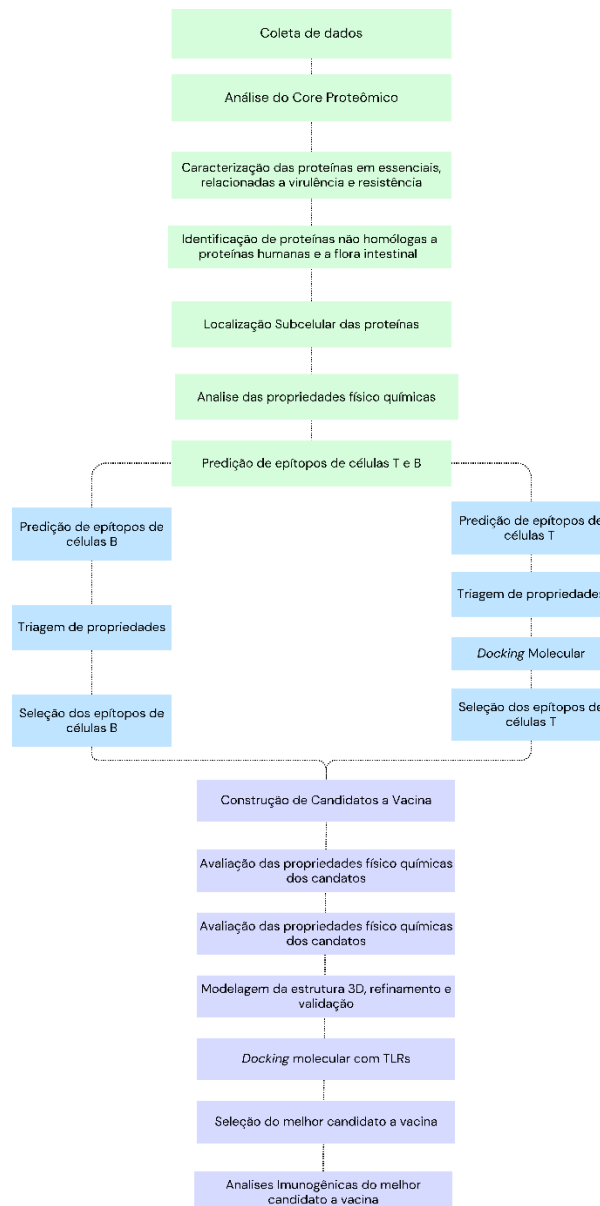 Coleta de dados
Análise do Core Proteômico
Caracterização das proteínas em essenciais,
relacionadas a virulência e resistência
Identificação de proteínas não homólogas a
proteínas humanas e a flora intestinal
Localização Subcelular das proteínas
Analise das propriedades físico químicas
Predição de epítopos de células T e B
Predição de epítopos de
células B
Triagem de propriedades
Seleção dos epítopos de
células B
Predição de epítopos de
células T
Triagem de propriedades
Docking Molecular
Seleção dos epítopos de
células T
Construção de Candidatos a Vacina
Avaliação das propriedades físico químicas
dos candatos
Avaliação das propriedades físico químicas
dos candatos
Modelagem da estrutura 3D, refinamento e
validação
Docking molecular com TLRs
Seleção do melhor candidato a vacina
Analises Imunogênicas do melhor
candidato a vacina